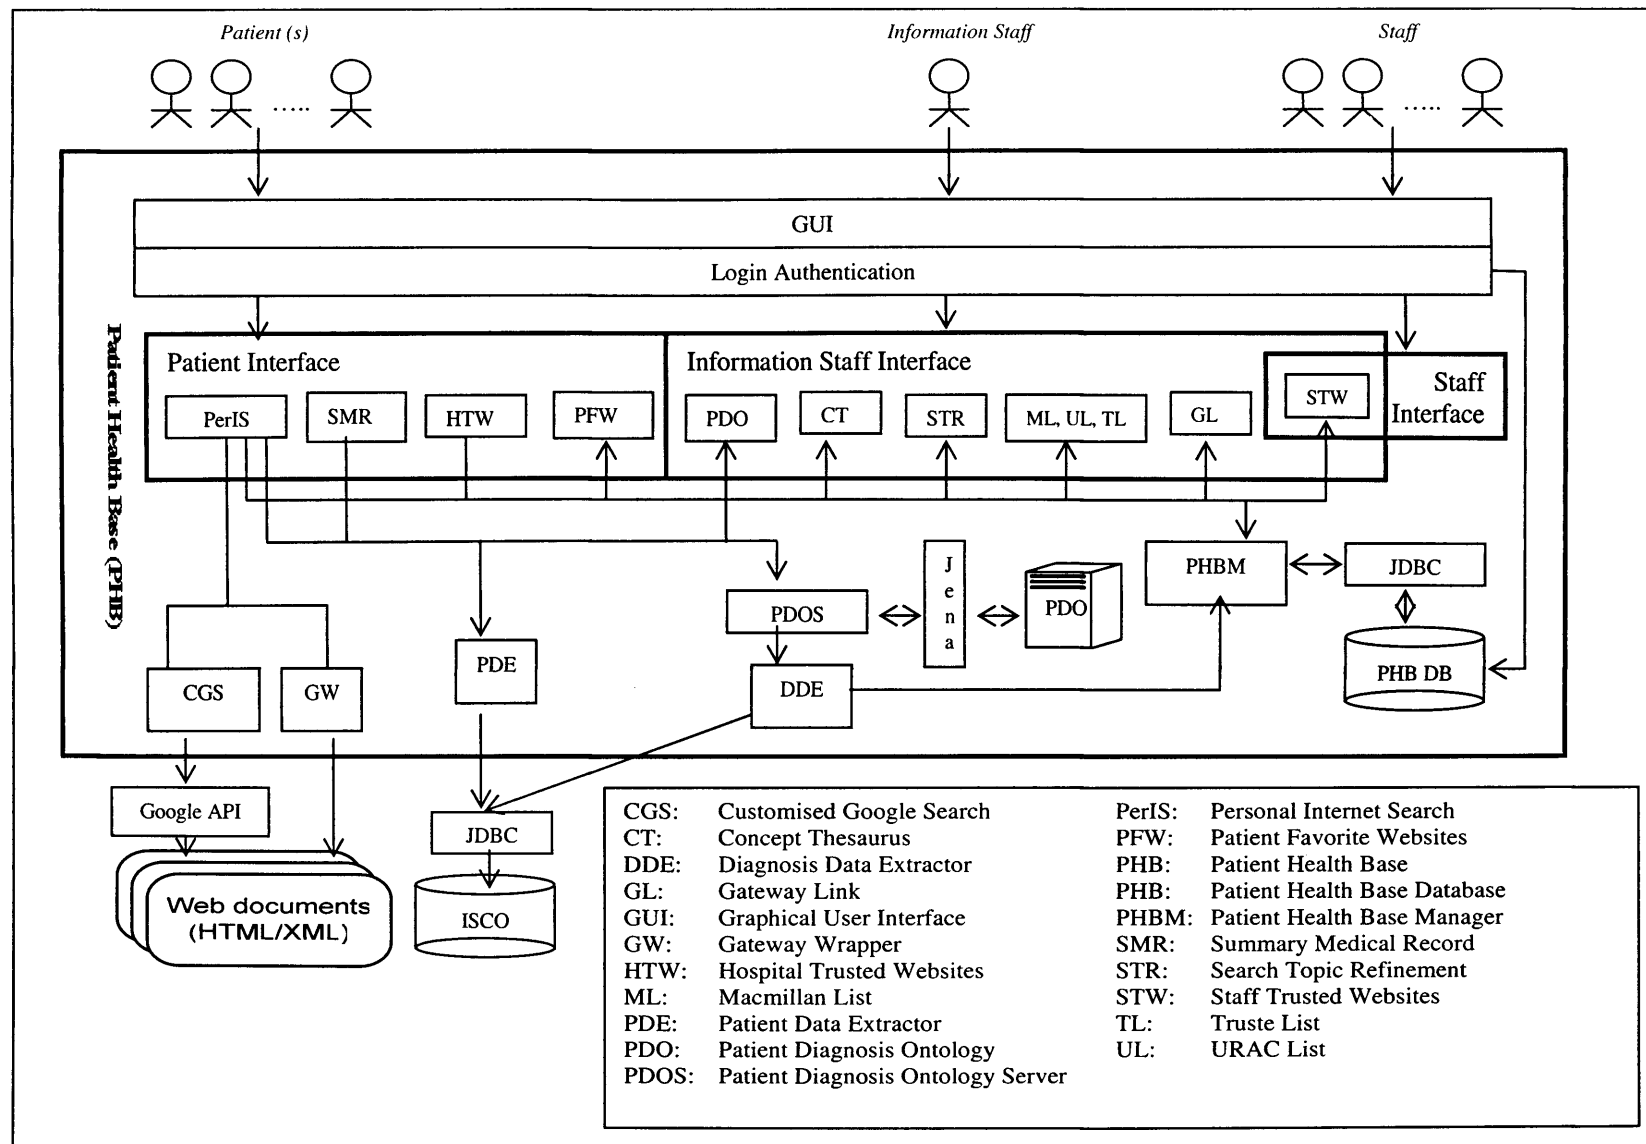 Patient (s)
Information Staff
Staff
.....
.....
GUI
Login Authentication
Patient Health Base (PHB)
Patient Interface
Information Staff Interface
Staff
Interface
PerIS
SMR
HTW
PFW
PDO
CT
STR
ML, UL, TL
GL
STW
Jena
PHBM
JDBC
PDOS
PDO
PDE
CGS
GW
DDE
PHB DB
Google API
JDBC
Web documents
(HTML/XML)
ISCO
CGS: Customised Google Search
CT: Concept Thesaurus
DDE: Diagnosis Data Extractor
GL: Gateway Link
GUI: Graphical User Interface
GW: Gateway Wrapper
HTW: Hospital Trusted Websites
ML: Macmillan List
PDE: Patient Data Extractor
PDO: Patient Diagnosis Ontology
PDOS: Patient Diagnosis Ontology Server
PerIS: Personal Internet Search
PFW: Patient Favorite Websites
PHB: Patient Health Base
PHB: Patient Health Base Database
PHBM: Patient Health Base Manager
SMR: Summary Medical Record
STR: Search Topic Refinement
STW: Staff Trusted Websites
TL: Truste List
UL: URAC List